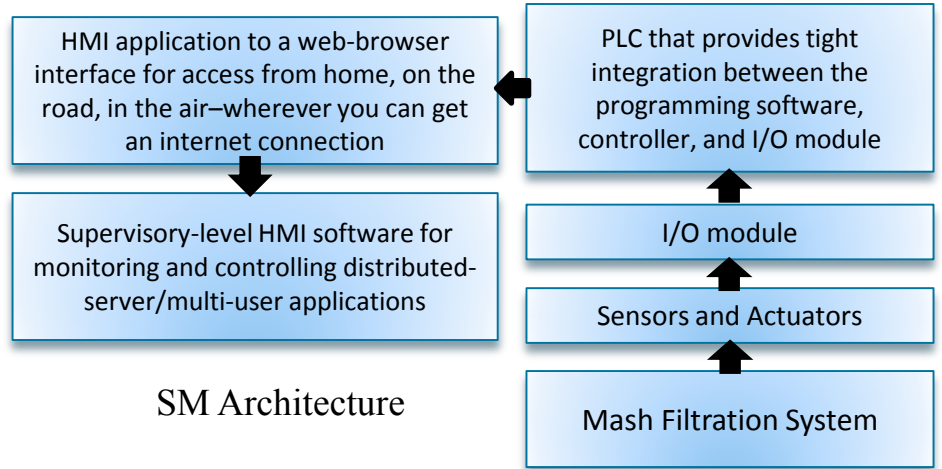 HMI application to a web-browser
interface for access from home, on the
road, in the air–wherever you can get
an internet connection
Supervisory-level HMI software for
monitoring and controlling distributed-
server/multi-user applications
SM Architecture
PLC that provides tight
integration between the
programming software,
controller, and I/O module
I/O module
Sensors and Actuators
Mash Filtration System